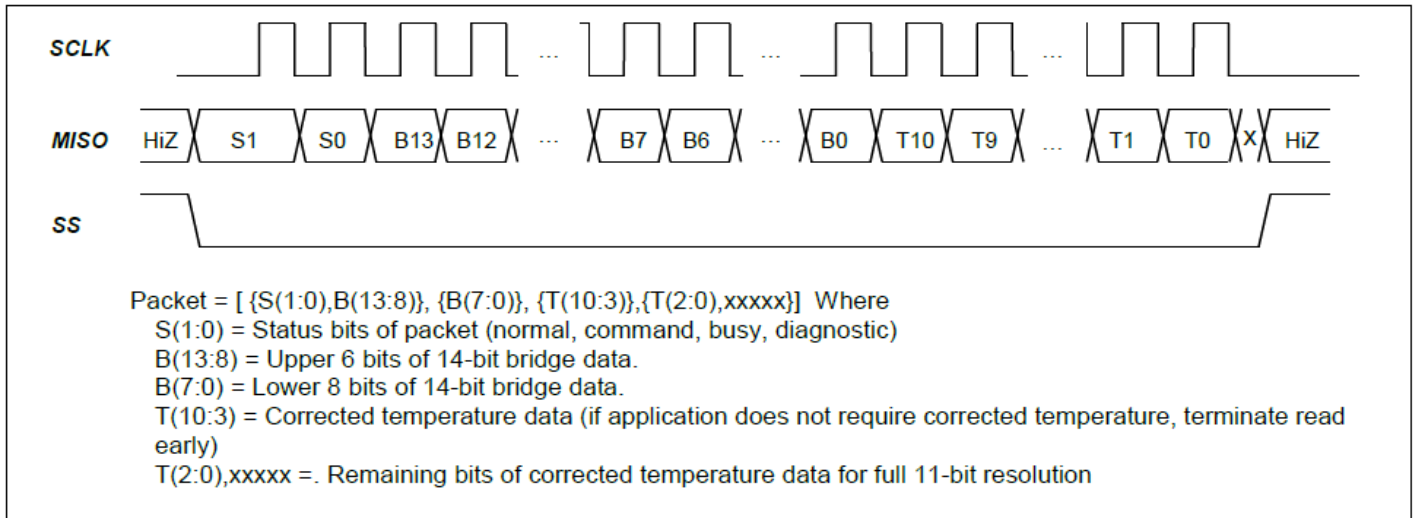 SCLK ... ... ...
MISO HiZ S1 S0 B13 B12 ... B7 B6 ... B0 T10 T9 ... T1 T0 X HiZ
SS
Packet = [ {S(1:0),B(13:8)}, {B(7:0)}, {T(10:3)},{T(2:0),xxxxx}] Where
S(1:0) = Status bits of packet (normal, command, busy, diagnostic)
B(13:8) = Upper 6 bits of 14-bit bridge data.
B(7:0) = Lower 8 bits of 14-bit bridge data.
T(10:3) = Corrected temperature data (if application does not require corrected temperature, terminate read
early)
T(2:0),xxxxx =. Remaining bits of corrected temperature data for full 11-bit resolution